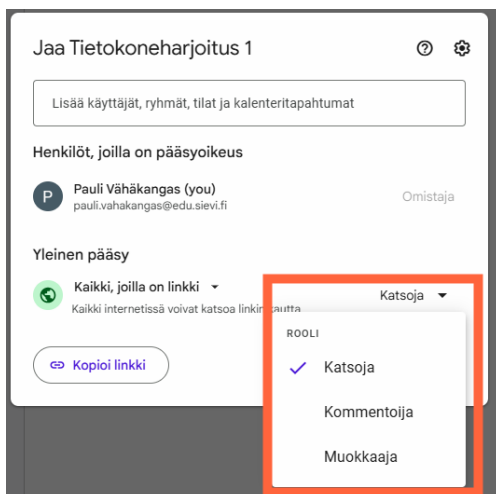 Jaa Tietokoneharjoitus 1
Lisää käyttäjät, ryhmät, tilat ja kalenteritapahtumat
Henkilöt, joilla on pääsyoikeus
P
Pauli Vähäkangas (you)
pauli.vahakangas@edu.sievi.fi
Omistaja
Yleinen pääsy
Kaikki, joilla on linkki
Kaikki internetissä voivat katsoa linkin kautta
Katsoja
ROOLI
Katsoja
Kommentoija
Muokkaaja
Kopioi linkki